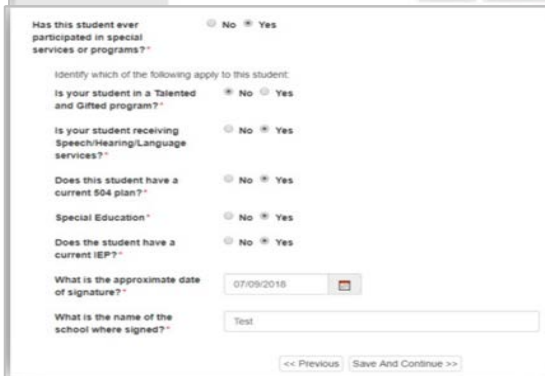 Has this student ever No Yes
participated in special
services or programs?*
Identify which of the following apply to this student:
Is your student in a Talented No Yes
and Gifted program?*
Is your student receiving No Yes
Speech/Hearing/Language
services?*
Does this student have a No Yes
current 504 plan?*
Special Education* No Yes
Does the student have a No Yes
current IEP?*
What is the approximate date 07/09/2018
of signature?*
What is the name of the Test
school where signed?*
<< Previous Save And Continue >>